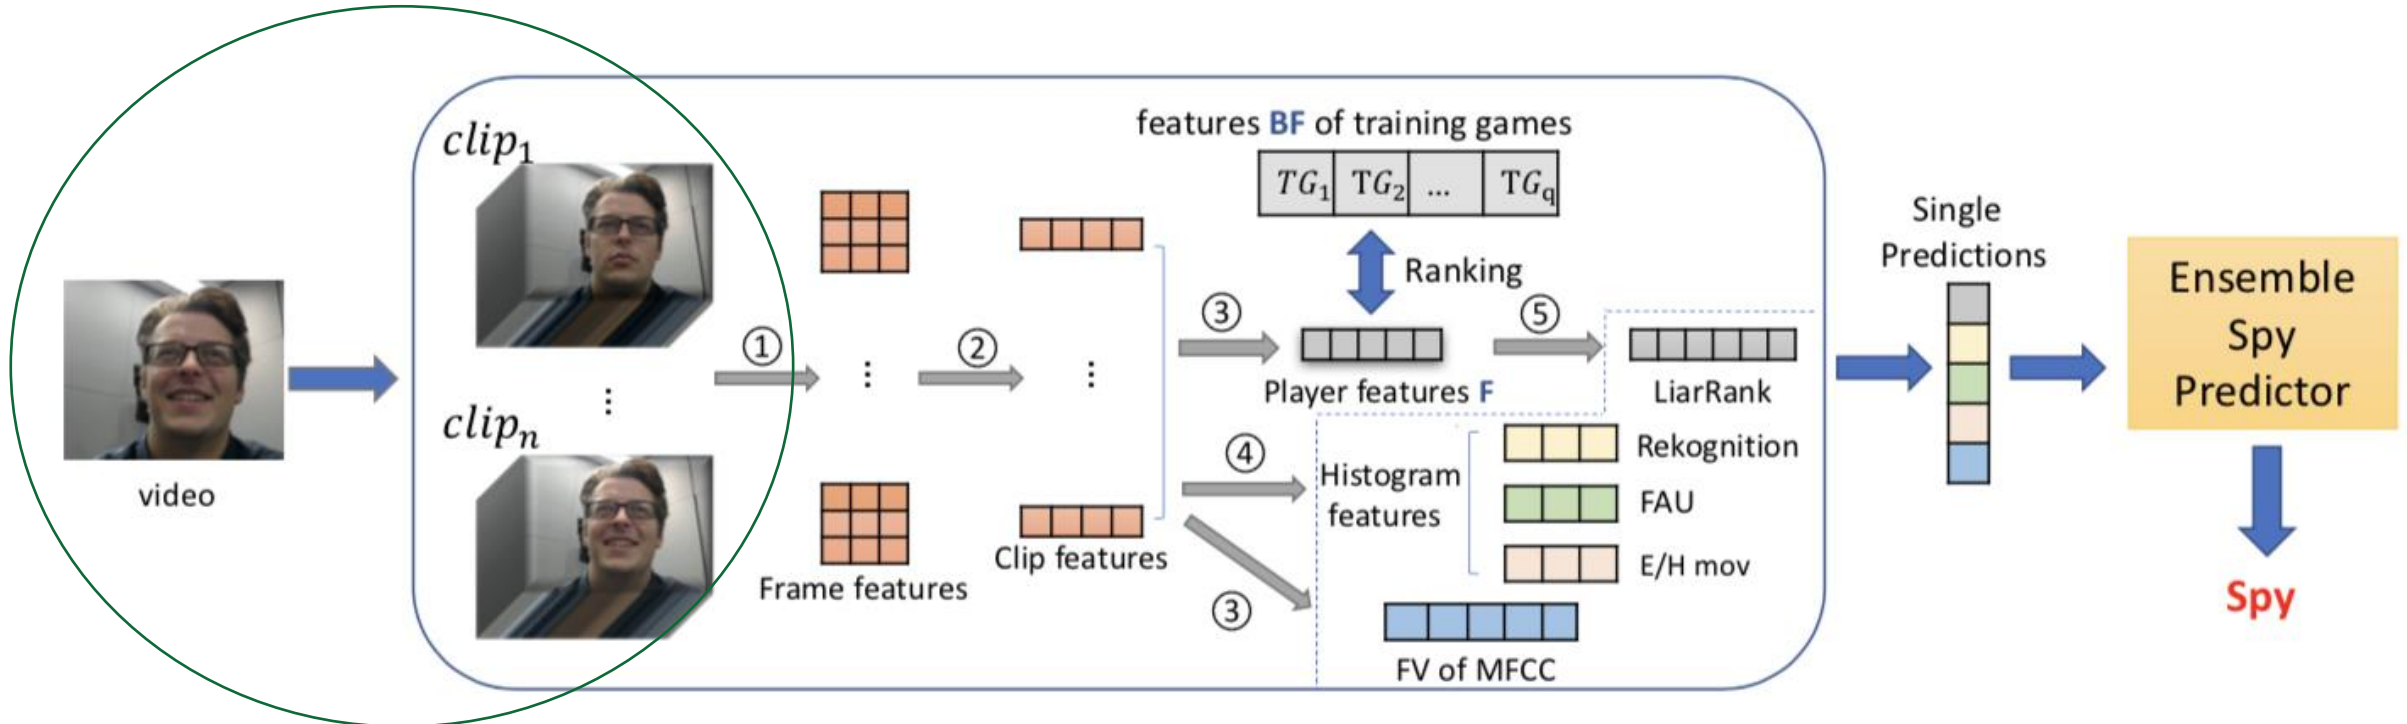 video
clip₁
⋮
clipₙ
①
⋮
Frame features
②
⋮
Clip features
③
④
③
features BF of training games
TG₁ TG₂ ... TG_q
Ranking
Player features F
⑤
LiarRank
Histogram
features
Rekognition
FAU
E/H mov
FV of MFCC
Single
Predictions
Ensemble
Spy
Predictor
Spy